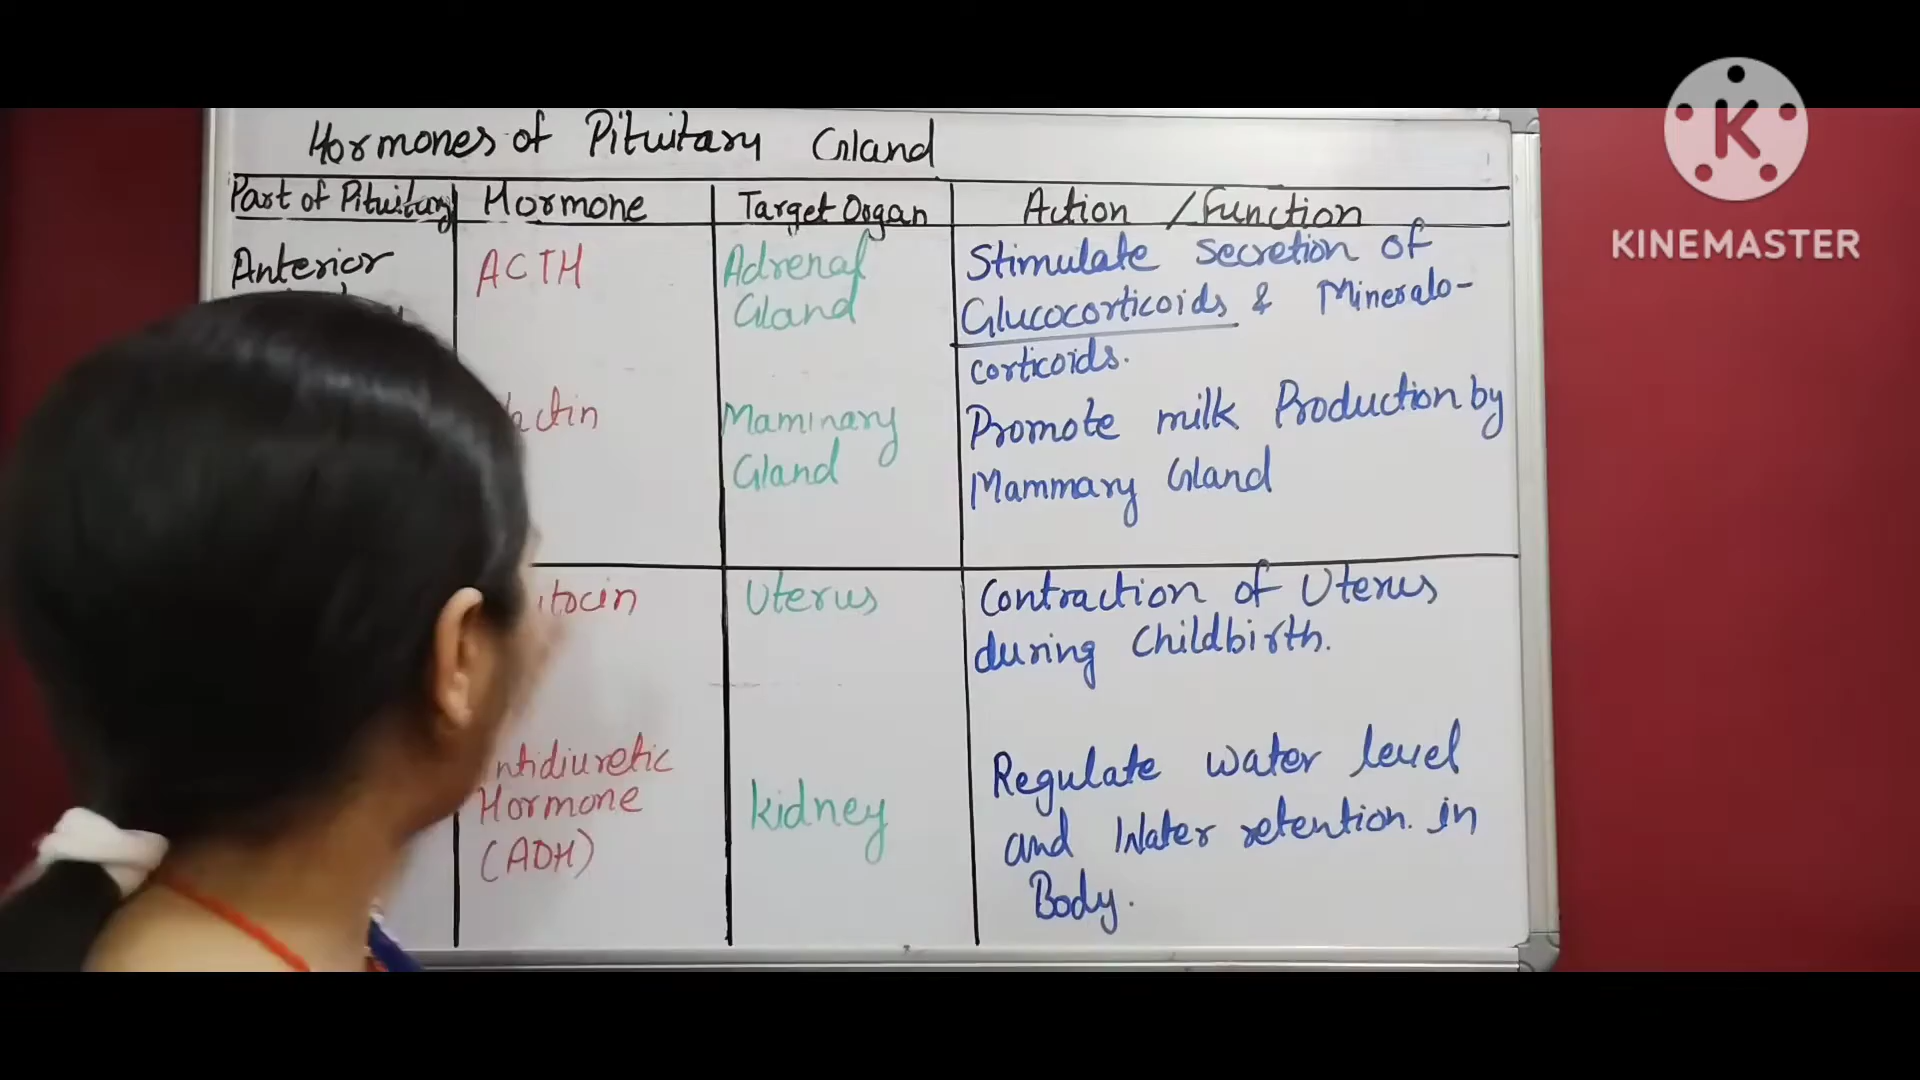 Hormones of Pituitary Gland
Part of Pituitary Hormone Target Organ Action / Function
Anterior ACTH Adrenal Gland Stimulate Secretion of
Glucocorticoids & Mineralo-
corticoids.
Maminary Gland Promote milk Production by
Mammary Gland
Uterus Contraction of Uterus
during Childbirth.
Hormone (ADH) kidney Regulate water level
and Water retention. in
Body.
K
KINEMASTER